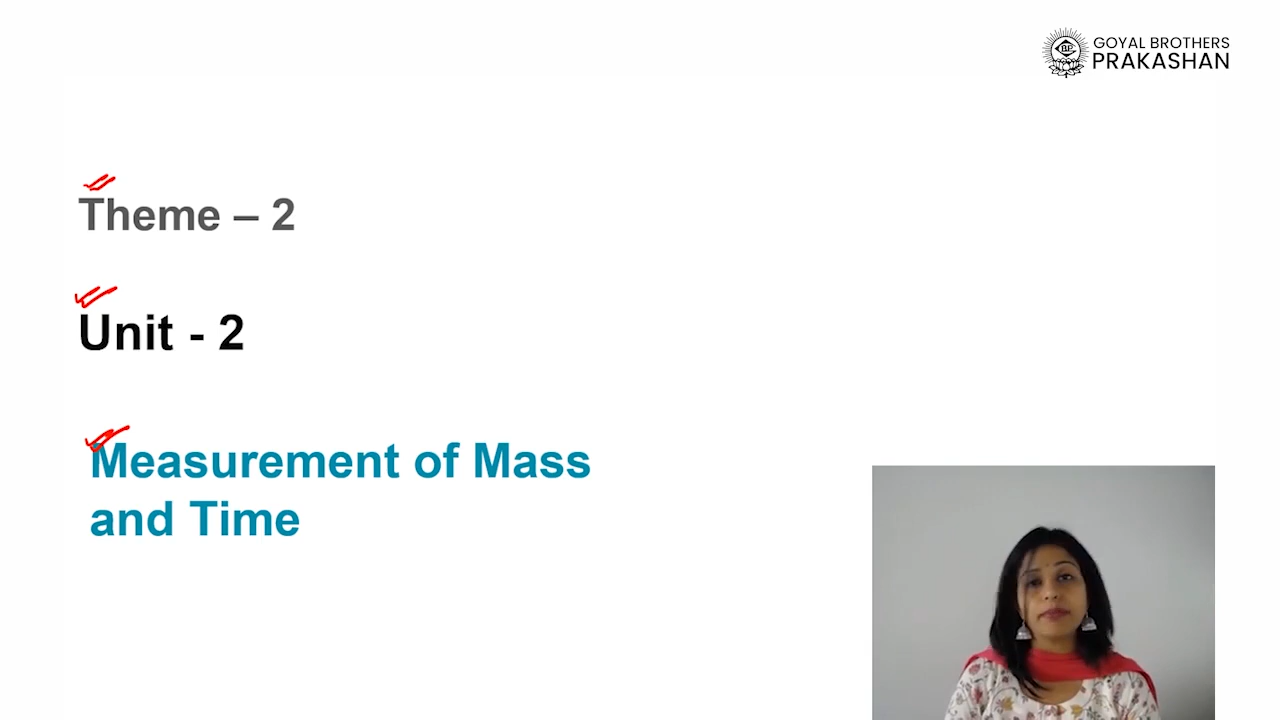 GOYAL BROTHERS
PRAKASHAN
Theme – 2
Unit - 2
Measurement of Mass
and Time